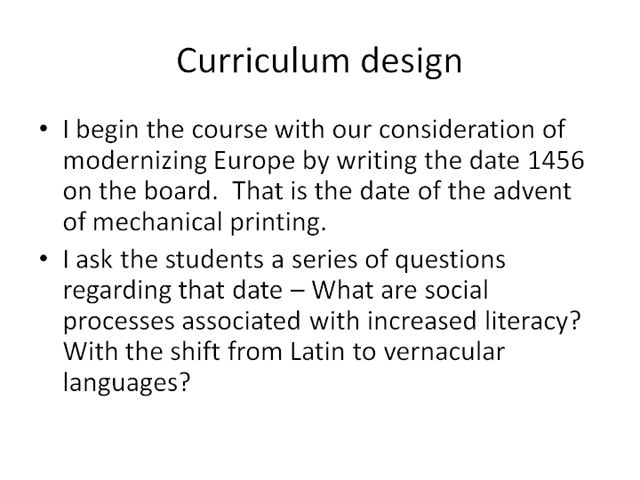 Curriculum design
• I begin the course with our consideration of
modernizing Europe by writing the date 1456
on the board.  That is the date of the advent
of mechanical printing.
• I ask the students a series of questions
regarding that date – What are social
processes associated with increased literacy?
With the shift from Latin to vernacular
languages?